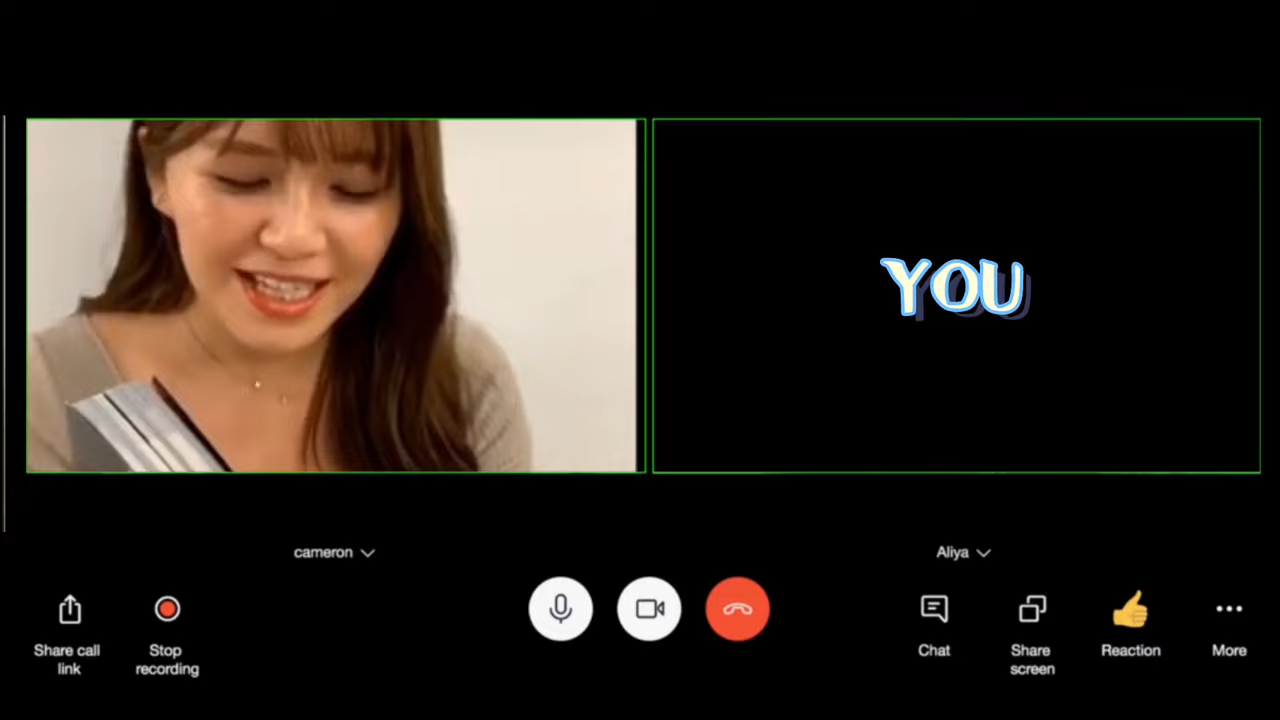 YOU
cameron
Aliya
Share call
link
Stop
recording
Chat
Share
screen
Reaction
More